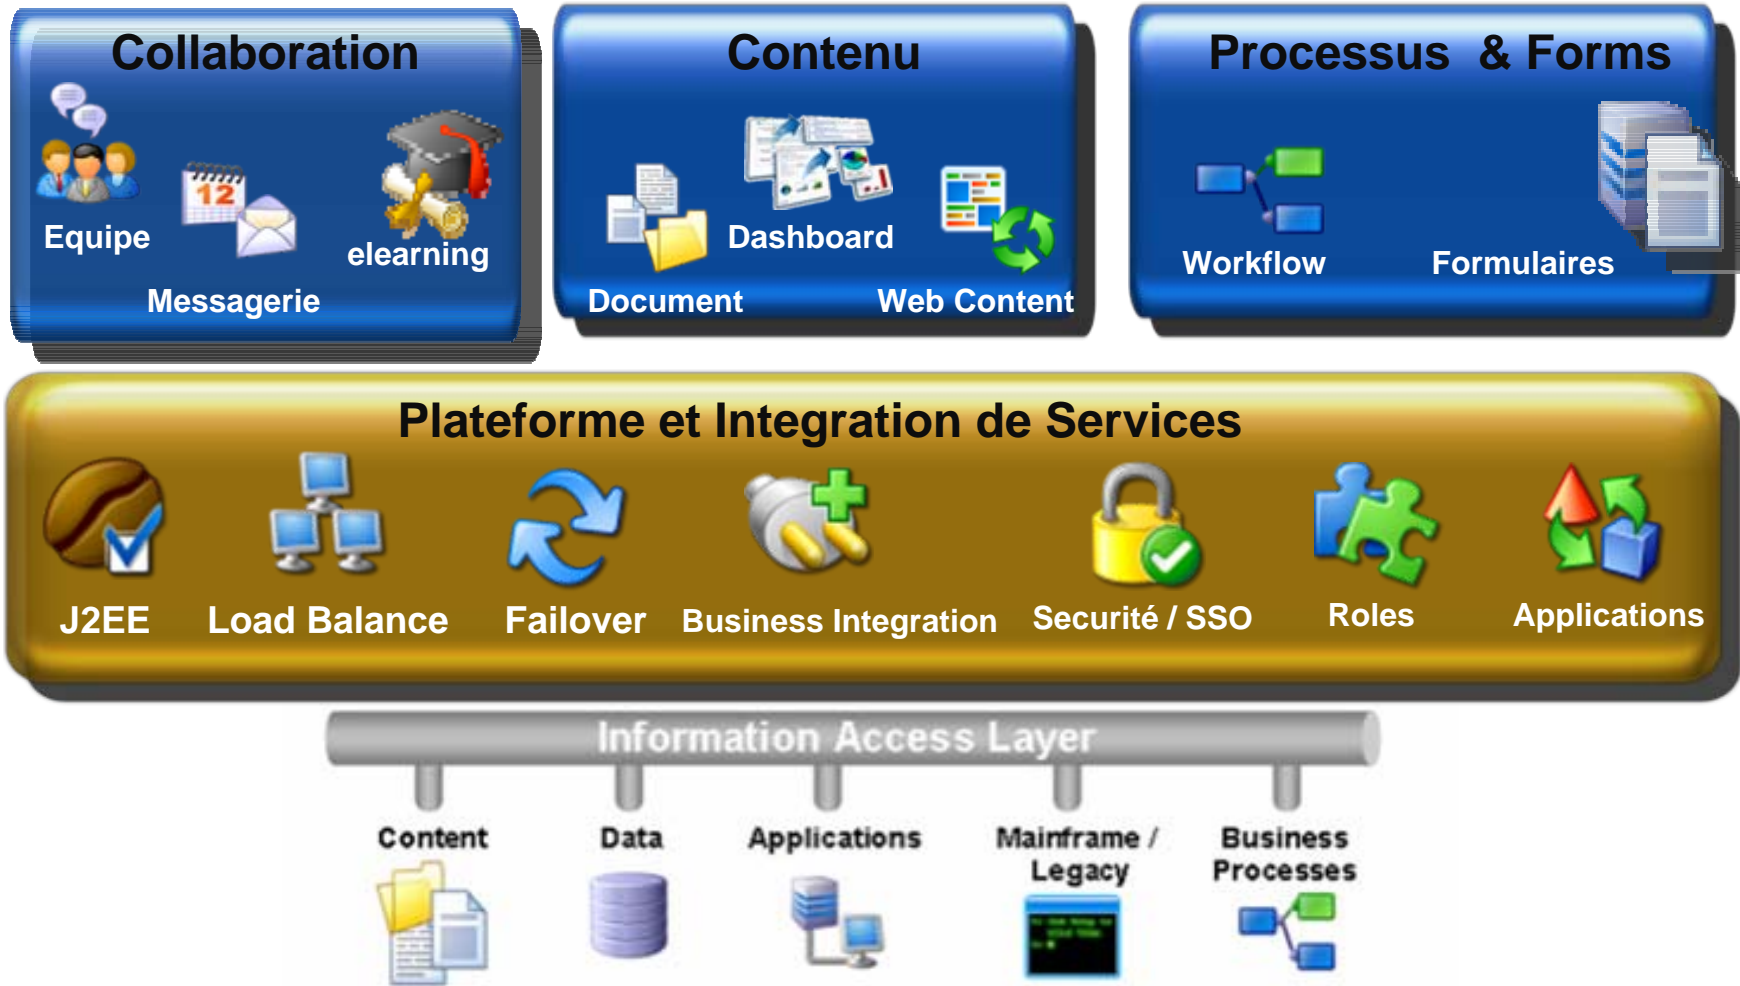 Collaboration
Equipe
Messagerie
elearning
12
Contenu
Document
Dashboard
Web Content
Processus & Forms
Workflow
Formulaires
Plateforme et Integration de Services
J2EE
Load Balance
Failover
Business Integration
Securité / SSO
Roles
Applications
Information Access Layer
Content
Data
Applications
Mainframe /
Legacy
Business
Processes